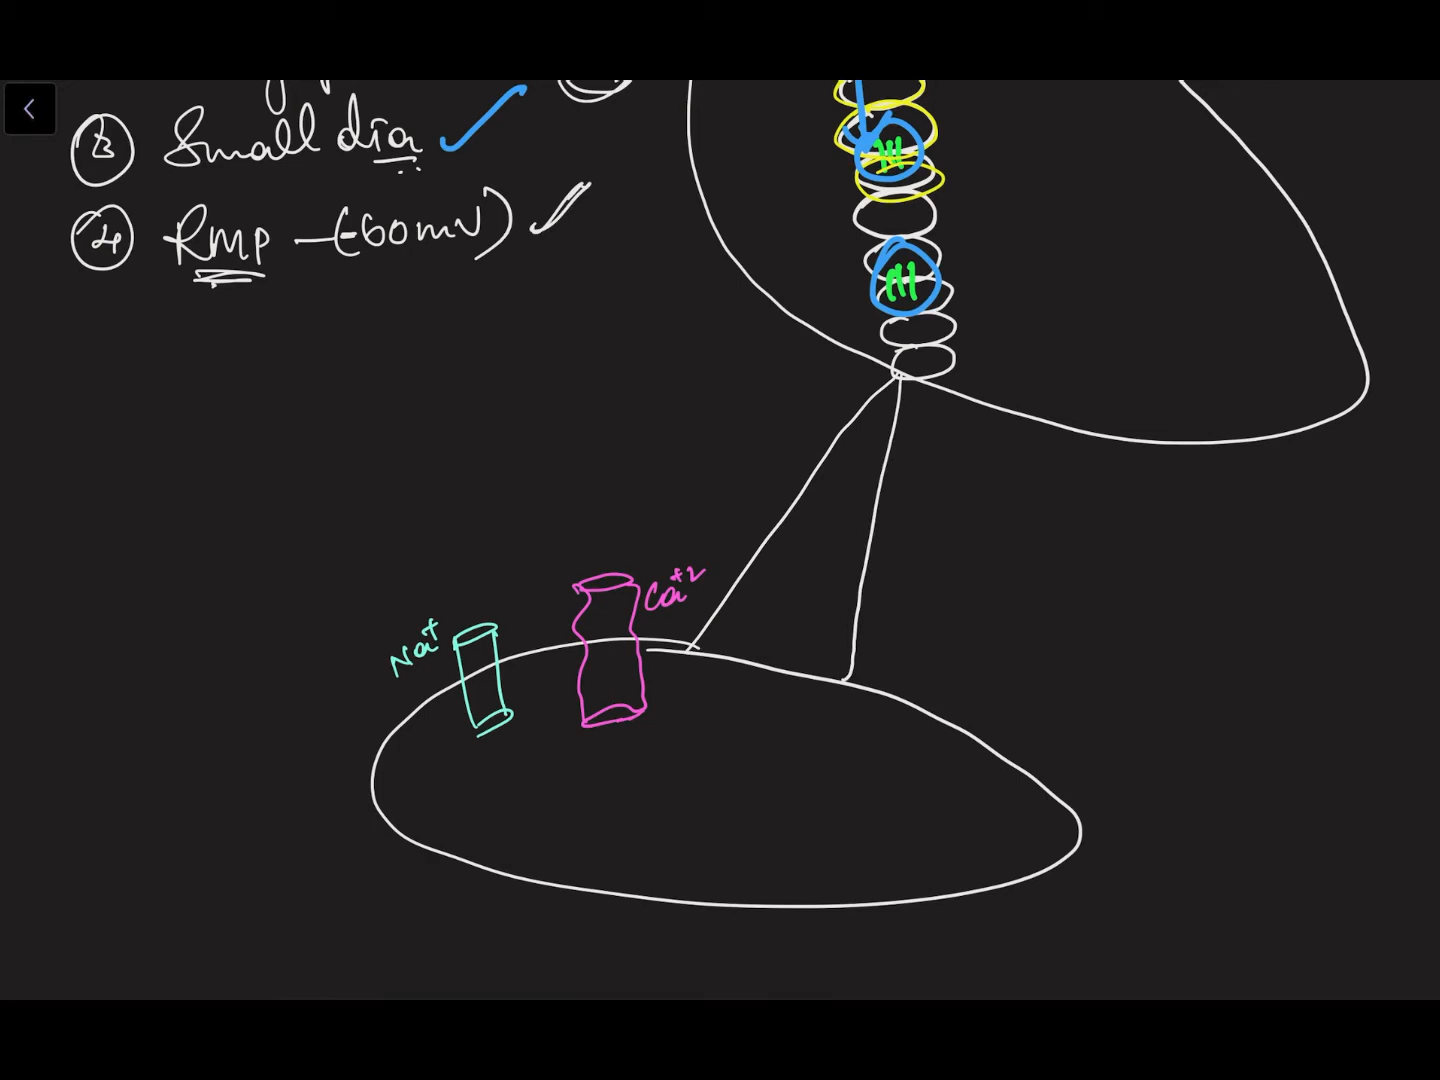 ③ Small dia
④ RMP – (-60mV)
Ca+2
Na+